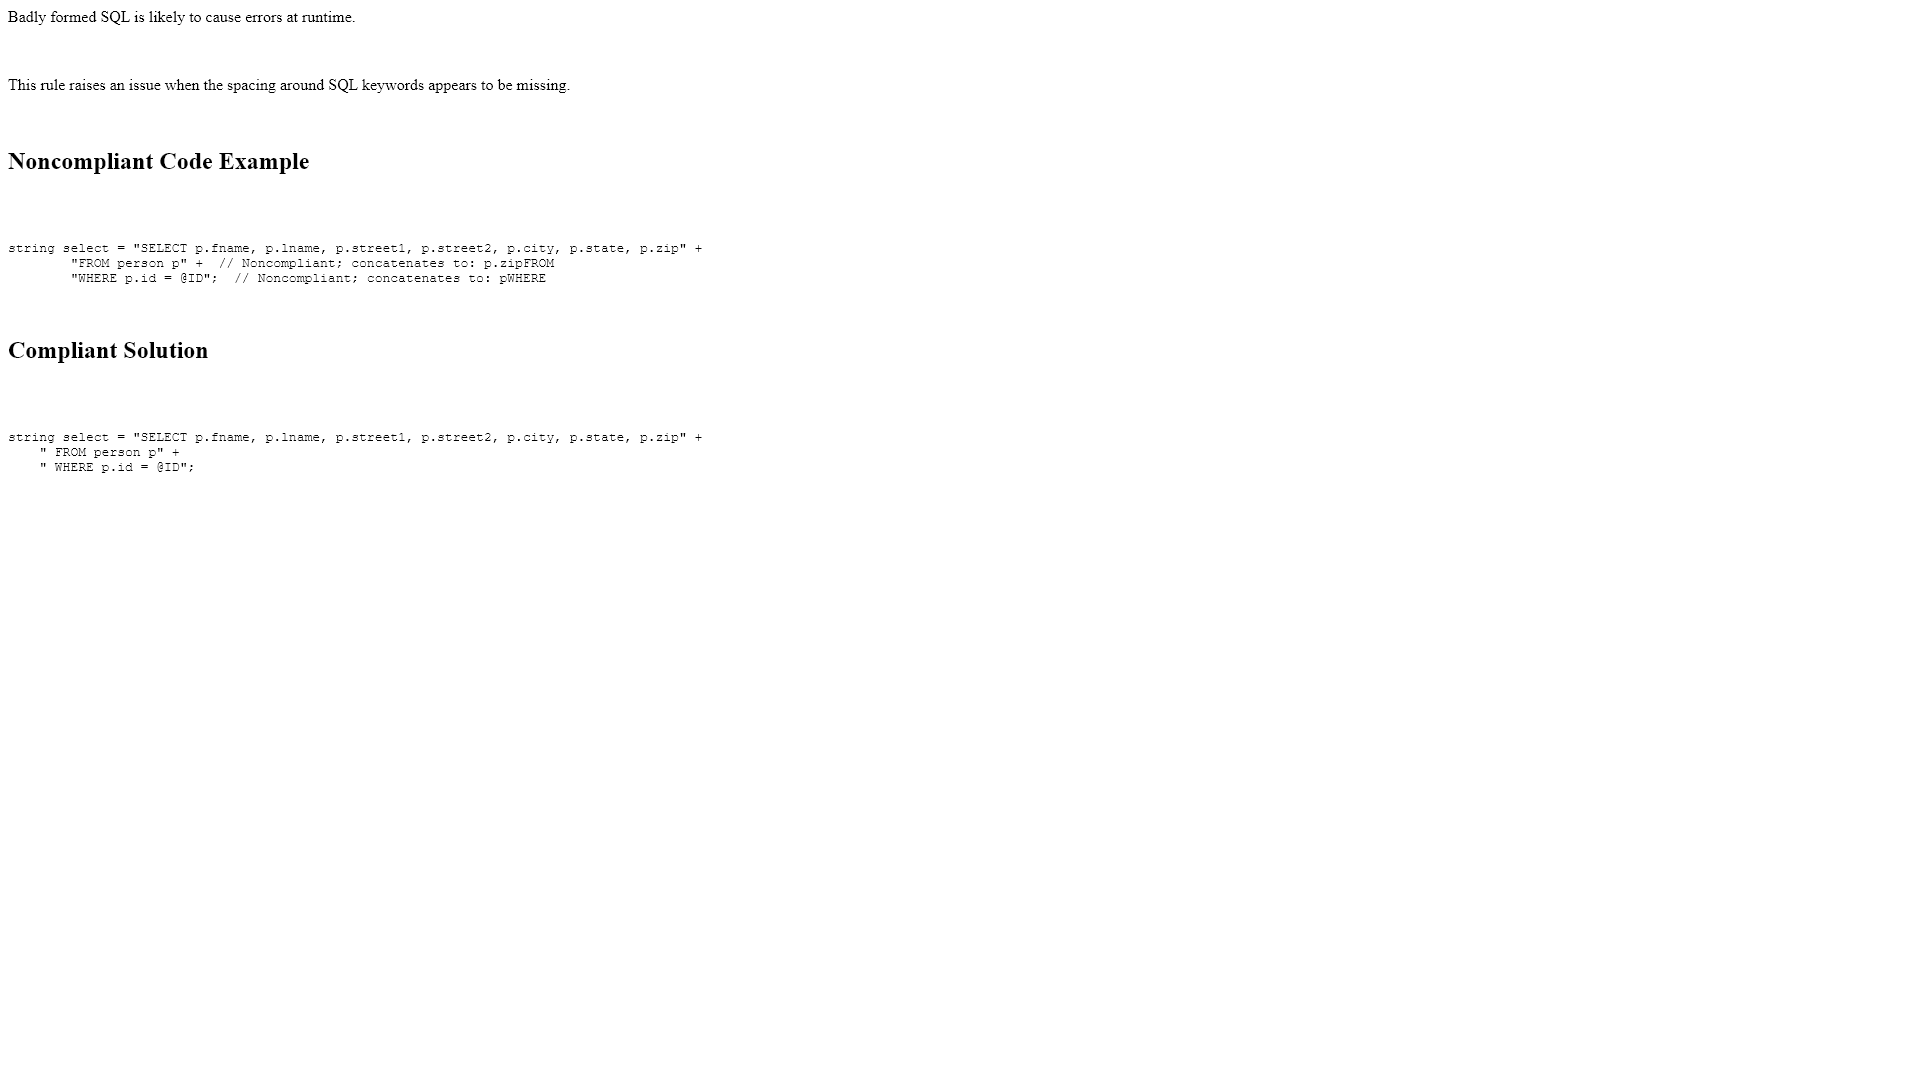 Badly formed SQL is likely to cause errors at runtime.
This rule raises an issue when the spacing around SQL keywords appears to be missing.
Noncompliant Code Example
string select = "SELECT p.fname, p.lname, p.street1, p.street2, p.city, p.state, p.zip" +
        "FROM person p" +  // Noncompliant; concatenates to: p.zipFROM
        "WHERE p.id = @ID";  // Noncompliant; concatenates to: pWHERE
Compliant Solution
string select = "SELECT p.fname, p.lname, p.street1, p.street2, p.city, p.state, p.zip" +
    " FROM person p" +
    " WHERE p.id = @ID";